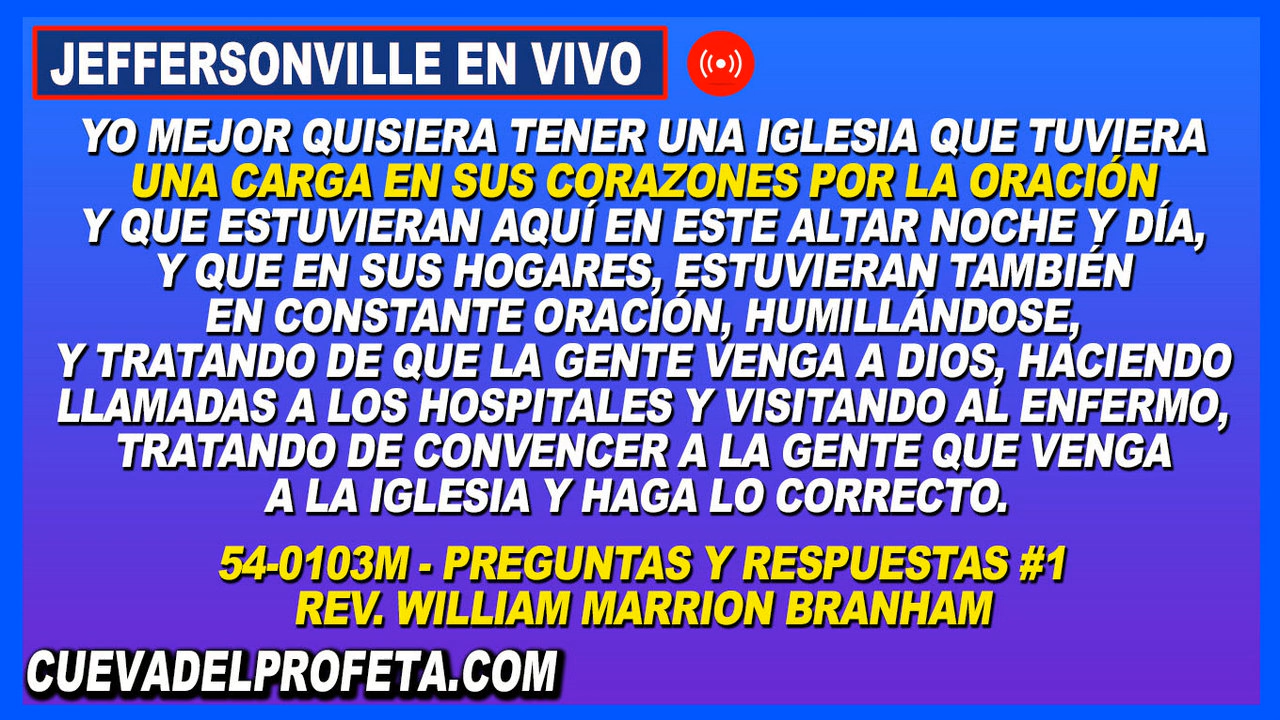 JEFFERSONVILLE EN VIVO
YO MEJOR QUISIERA TENER UNA IGLESIA QUE TUVIERA
UNA CARGA EN SUS CORAZONES POR LA ORACIÓN
Y QUE ESTUVIERAN AQUÍ EN ESTE ALTAR NOCHE Y DÍA,
Y QUE EN SUS HOGARES, ESTUVIERAN TAMBIÉN
EN CONSTANTE ORACIÓN, HUMILLÁNDOSE,
Y TRATANDO DE QUE LA GENTE VENGA A DIOS, HACIENDO
LLAMADAS A LOS HOSPITALES Y VISITANDO AL ENFERMO,
TRATANDO DE CONVENCER A LA GENTE QUE VENGA
A LA IGLESIA Y HAGA LO CORRECTO.
54-0103M - PREGUNTAS Y RESPUESTAS #1
REV. WILLIAM MARRION BRANHAM
CUEVADELPROFETA.COM